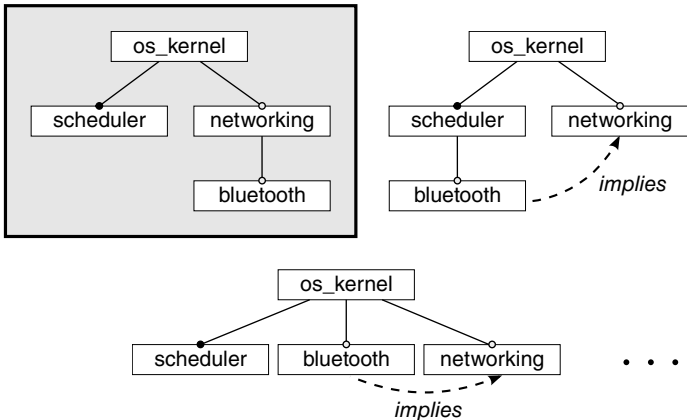 os_kernel
os_kernel
scheduler
networking
scheduler
networking
bluetooth
bluetooth
implies
os_kernel
scheduler
bluetooth
networking
. . .
implies